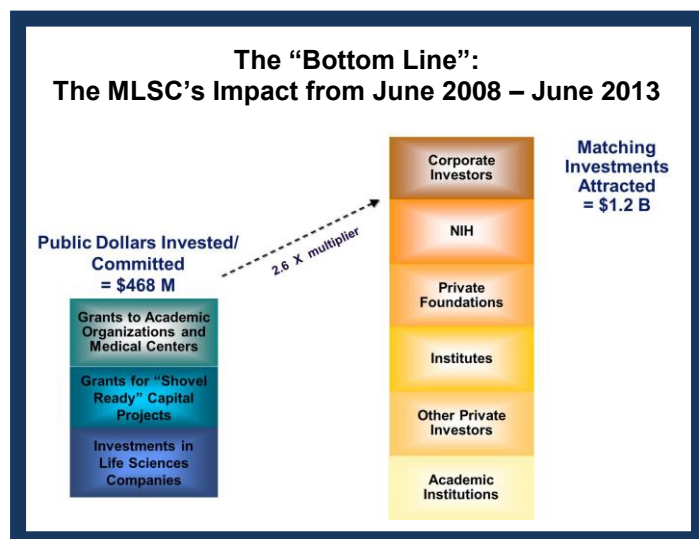 The “Bottom Line”:
The MLSC’s Impact from June 2008 – June 2013
Public Dollars Invested/
Committed
= $468 M
Grants to Academic
Organizations and
Medical Centers
Grants for “Shovel
Ready” Capital
Projects
Investments in
Life Sciences
Companies
2.6 X multiplier
Corporate
Investors
NIH
Private
Foundations
Institutes
Other Private
Investors
Academic
Institutions
Matching
Investments
Attracted
= $1.2 B